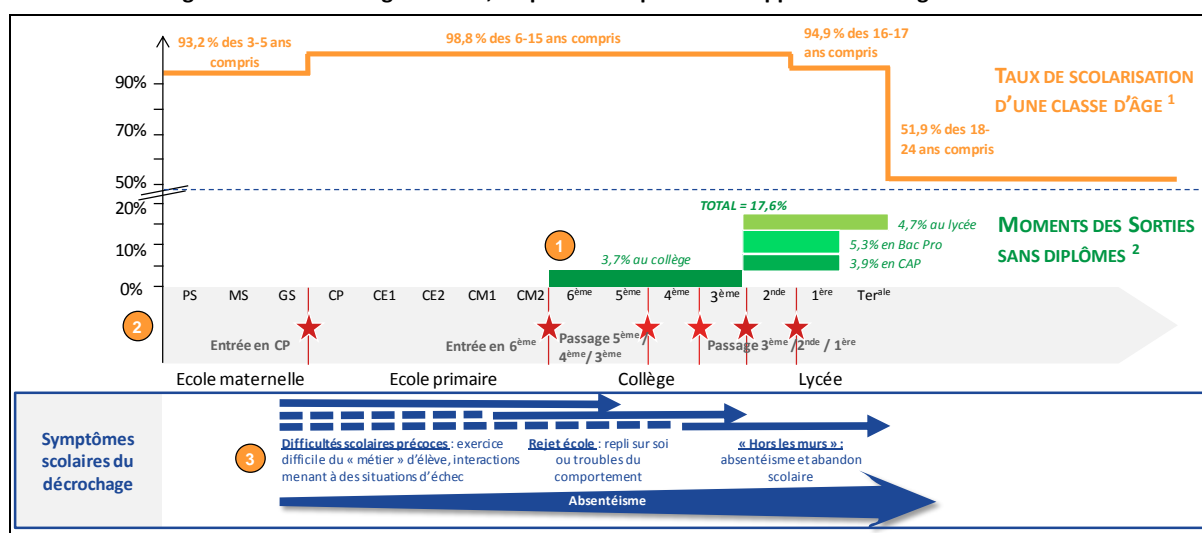 93,2 % des 3-5 ans
compris
98,8 % des 6-15 ans compris
94,9 % des 16-17
ans compris
90%
70%
50%
TAUX DE SCOLARISATION
D'UNE CLASSE D'ÂGE 1
51,9 % des 18-
24 ans compris
20%
10%
0%
TOTAL = 17,6%
4,7% au lycée
5,3% en Bac Pro
3,9% en CAP
1
3,7% au collège
MOMENTS DES SORTIES
SANS DIPLÔMES 2
PS MS GS CP CE1 CE2 CM1 CM2 6ème 5ème 4ème 3ème 2nde 1ère Terale
2
Entrée en CP
Entrée en 6ème
Passage 5ème /
4ème / 3ème
Passage 3ème /2nde / 1ère
Ecole maternelle
Ecole primaire
Collège
Lycée
Symptômes
scolaires du
décrochage
3
Difficultés scolaires précoces : exercice
difficile du « métier » d'élève, interactions
menant à des situations d'échec
Rejet école : repli sur soi
ou troubles du
comportement
« Hors les murs » :
absentéisme et abandon
scolaire
Absentéisme